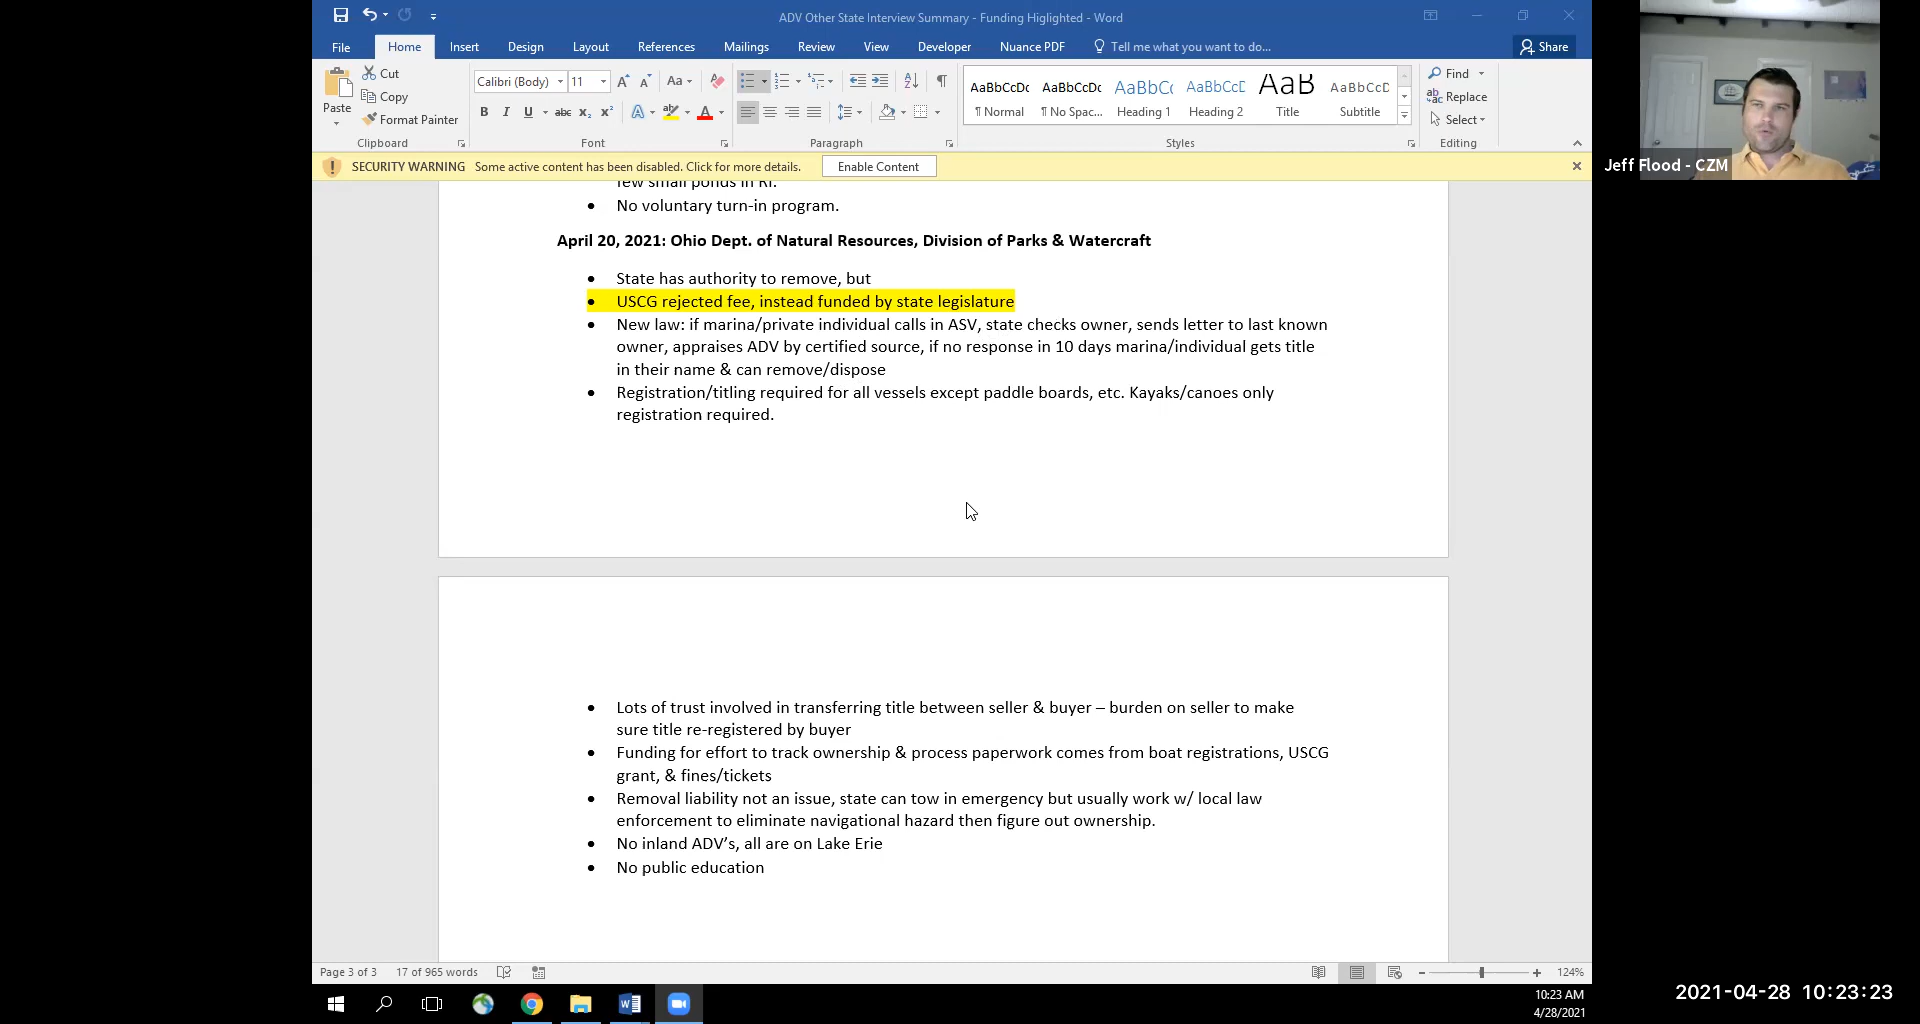 ADV Other State Interview Summary - Funding Higlighted - Word
File Home Insert Design Layout References Mailings Review View Developer Nuance PDF Tell me what you want to do... Share
Paste
Cut
Copy
Format Painter
Clipboard
Calibri (Body) 11 Aa
B I U abc x₂ x² A A
Font
Paragraph
AaBbCcDc AaBbCcDc AaBbCc AaBbCcD AaB AaBbCcD
¶ Normal ¶ No Spac... Heading 1 Heading 2 Title Subtitle
Styles
Find
Replace
Select
Editing
SECURITY WARNING Some active content has been disabled. Click for more details. Enable Content
few small ponds in RI.
• No voluntary turn-in program.
April 20, 2021: Ohio Dept. of Natural Resources, Division of Parks & Watercraft
• State has authority to remove, but
• USCG rejected fee, instead funded by state legislature
• New law: if marina/private individual calls in ASV, state checks owner, sends letter to last known
owner, appraises ADV by certified source, if no response in 10 days marina/individual gets title
in their name & can remove/dispose
• Registration/titling required for all vessels except paddle boards, etc. Kayaks/canoes only
registration required.
• Lots of trust involved in transferring title between seller & buyer – burden on seller to make
sure title re-registered by buyer
• Funding for effort to track ownership & process paperwork comes from boat registrations, USCG
grant, & fines/tickets
• Removal liability not an issue, state can tow in emergency but usually work w/ local law
enforcement to eliminate navigational hazard then figure out ownership.
• No inland ADV's, all are on Lake Erie
• No public education
Page 3 of 3 17 of 965 words 124%
10:23 AM
4/28/2021
Jeff Flood - CZM
2021-04-28 10:23:23